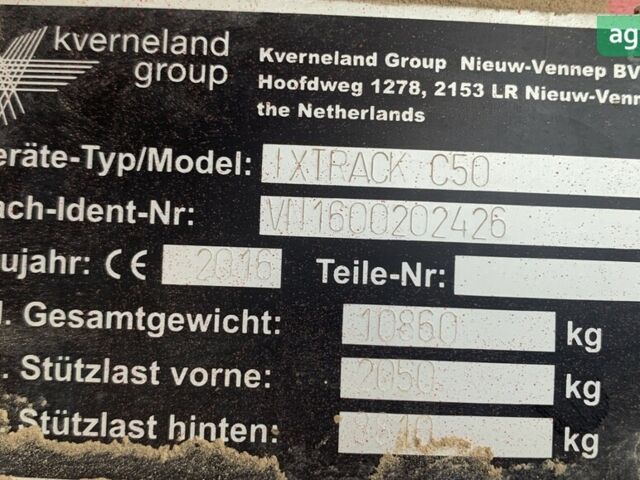 kverneland
group
ag
Kverneland Group Nieuw-Vennep BV
Hoofdweg 1278, 2153 LR Nieuw-Venn
the Netherlands
eräte-Typ/Model: iXTRACK C50
ach-Ident-Nr: VN1600202426
ujahr: CE 2016 Teile-Nr:
l. Gesamtgewicht: 10860 kg
. Stützlast vorne: 2050 kg
Stützlast hinten: 8810 kg